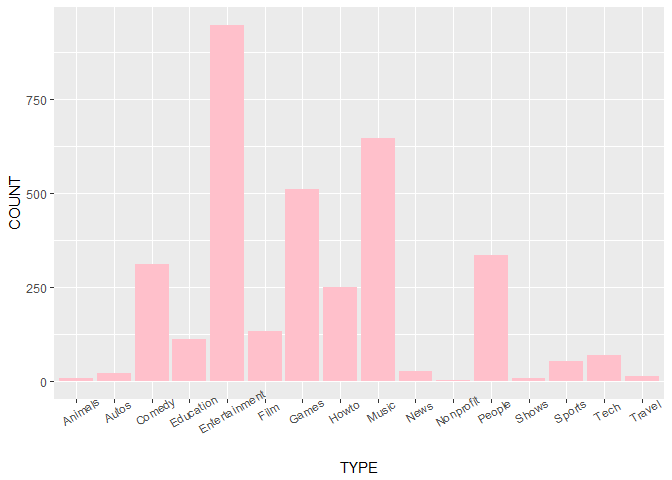 COUNT
750
500
250
0
Animals
Autos
Comedy
Education
Entertainment
Film
Games
Howto
Music
News
Nonprofit
People
Shows
Sports
Tech
Travel
TYPE